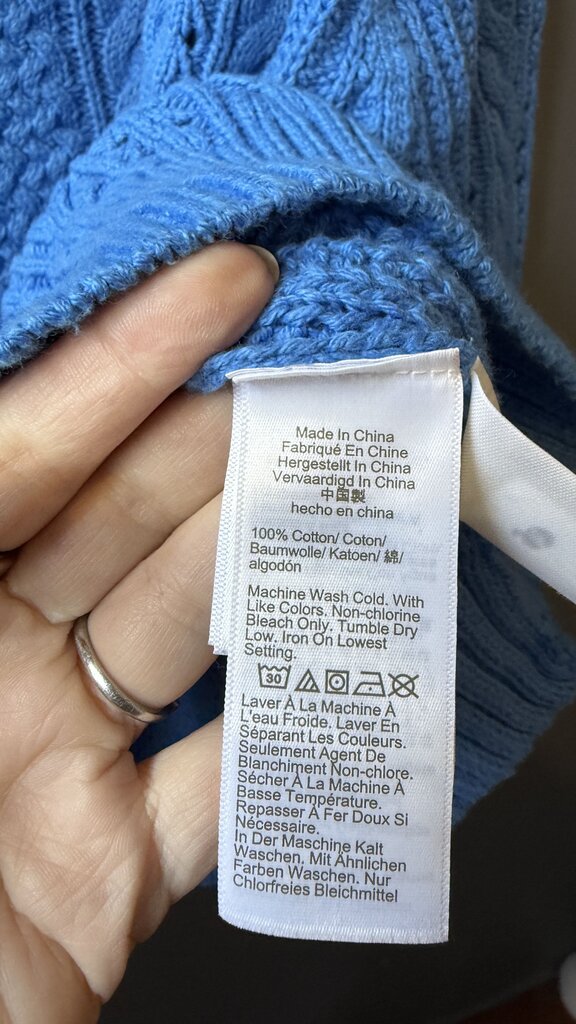 Made In China
Fabriqué En Chine
Hergestellt In China
Vervaardigd In China
中国製
hecho en china
100% Cotton/ Coton/
Baumwolle/ Katoen/ 綿/
algodón
Machine Wash Cold. With
Like Colors. Non-chlorine
Bleach Only. Tumble Dry
Low. Iron On Lowest
Setting.
30
Laver À La Machine À
L'eau Froide. Laver En
Séparant Les Couleurs.
Seulement Agent De
Blanchiment Non-chlore.
Sécher À La Machine À
Basse Température.
Repasser À Fer Doux Si
Nécessaire.
In Der Maschine Kalt
Waschen. Mit Ähnlichen
Farben Waschen. Nur
Chlorfreies Bleichmittel